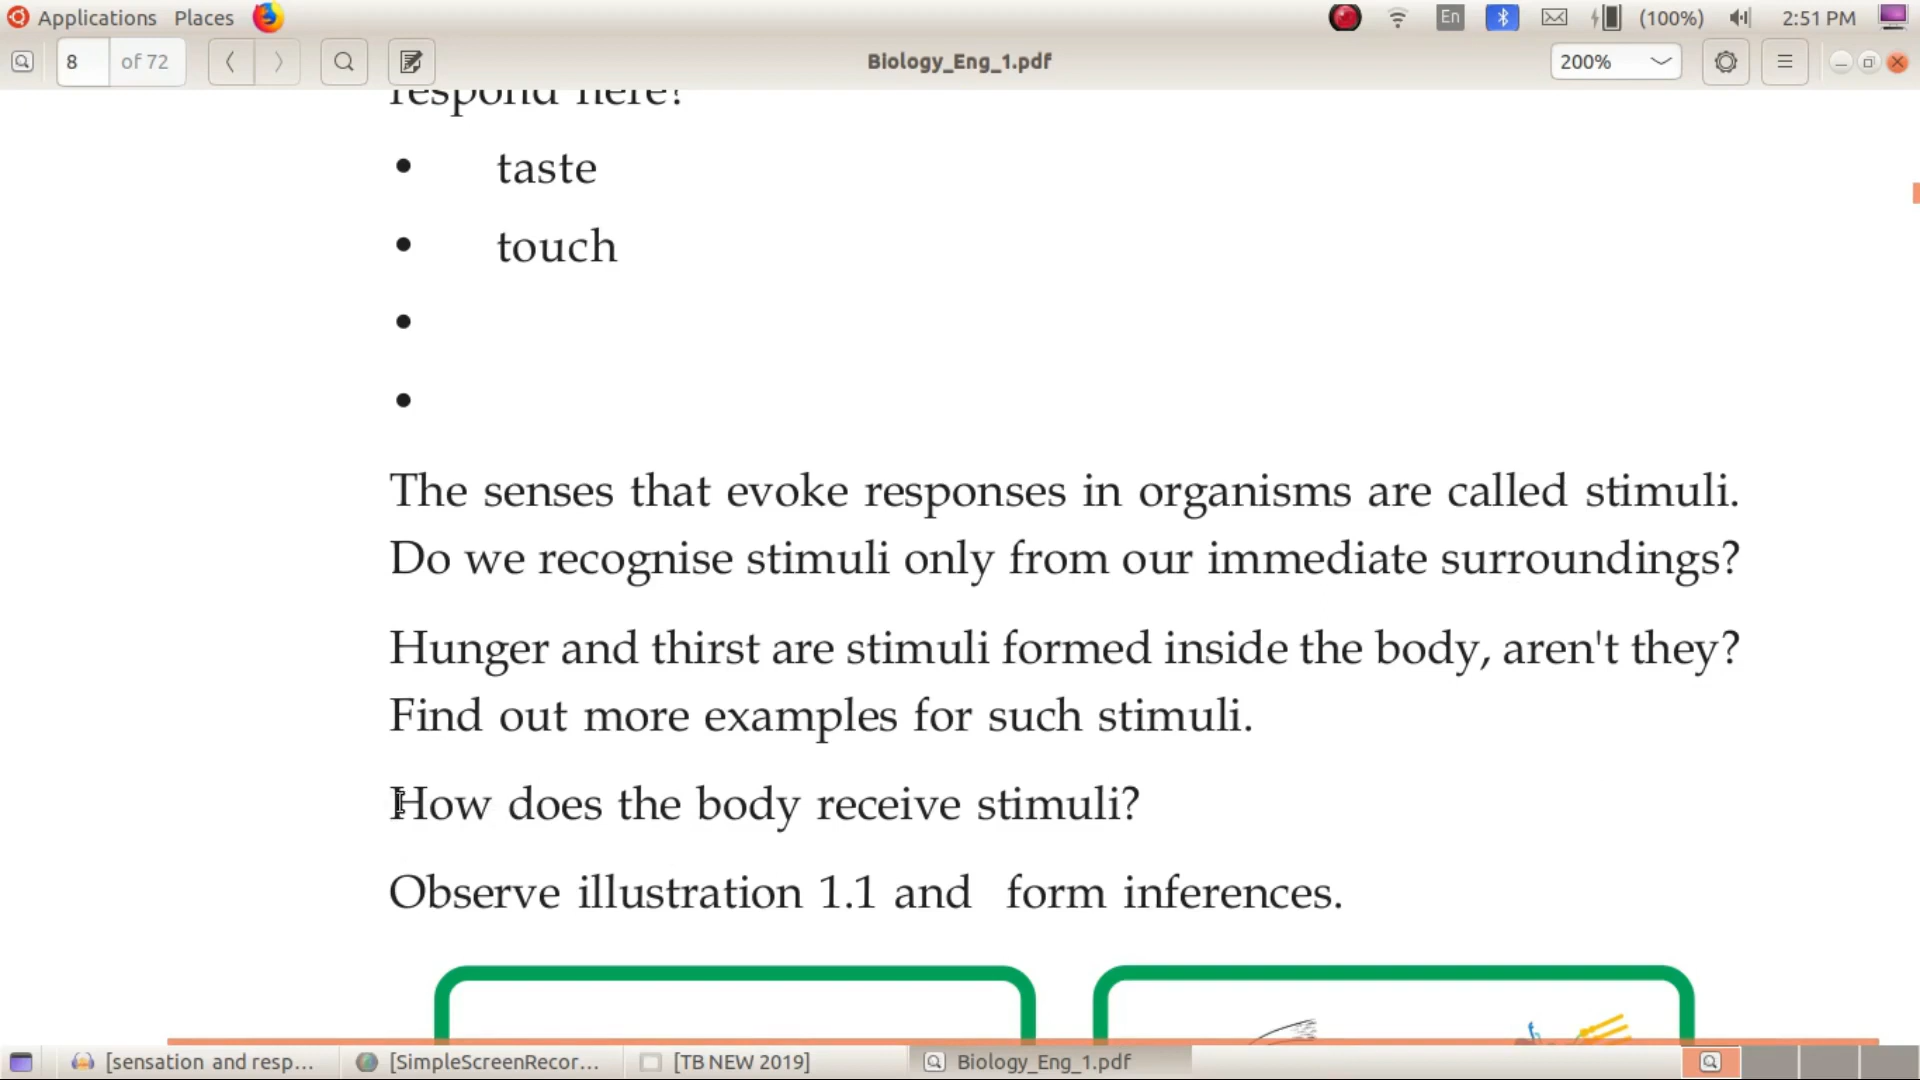 Applications Places En (100%) 2:51 PM
8 of 72 Biology_Eng_1.pdf 200%
respond here?
• taste
• touch
•
•
The senses that evoke responses in organisms are called stimuli.
Do we recognise stimuli only from our immediate surroundings?
Hunger and thirst are stimuli formed inside the body, aren't they?
Find out more examples for such stimuli.
How does the body receive stimuli?
Observe illustration 1.1 and form inferences.
[sensation and resp... [SimpleScreenRecor... [TB NEW 2019] Biology_Eng_1.pdf